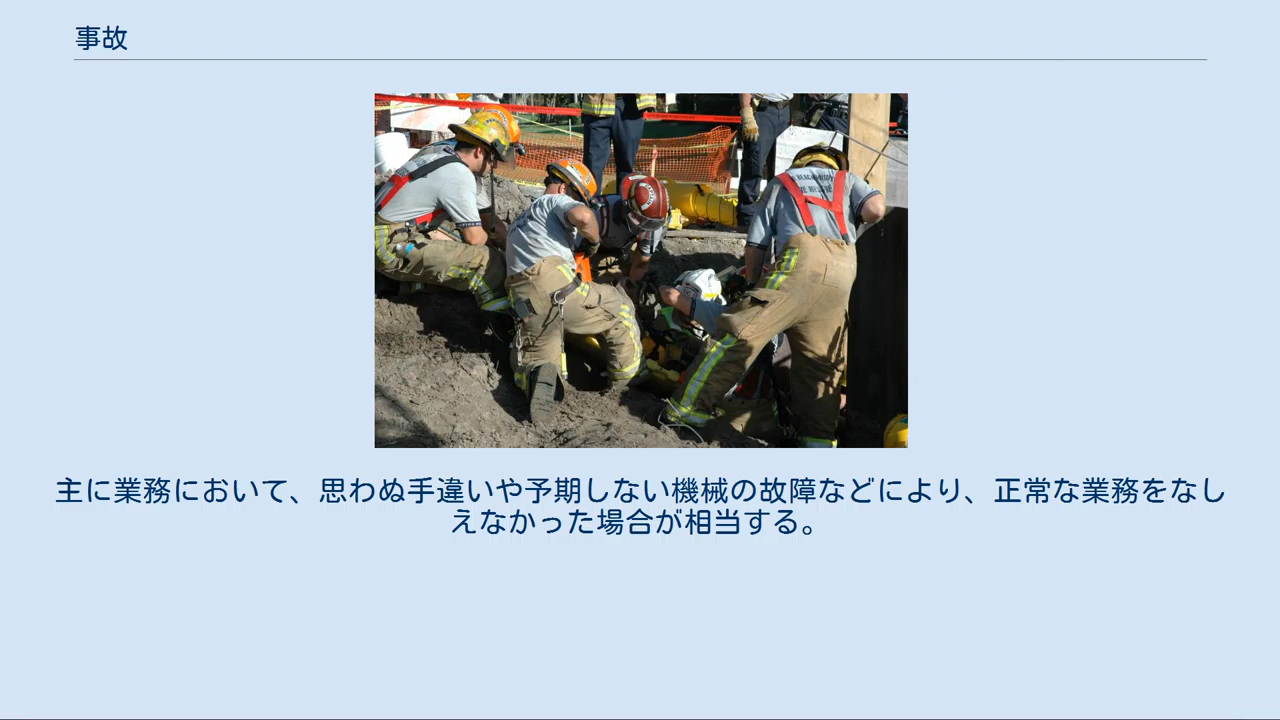 事故
主に業務において、思わぬ手違いや予期しない機械の故障などにより、正常な業務をなし
えなかった場合が相当する。